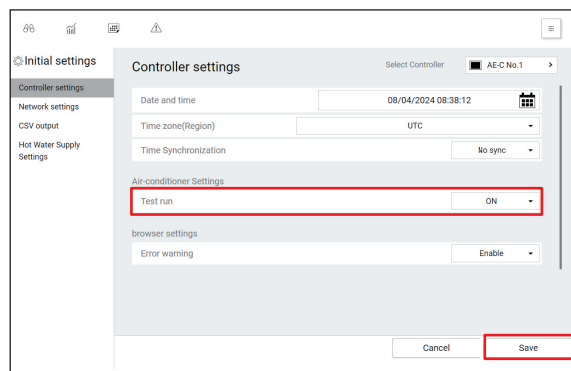 Initial settings
Controller settings
Network settings
CSV output
Hot Water Supply
Settings
Controller settings
Select Controller
AE-C No.1
Date and time
08/04/2024 08:38:12
Time zone(Region)
UTC
Time Synchronization
No sync
Air-conditioner Settings
Test run
ON
browser settings
Error warning
Enable
Cancel
Save